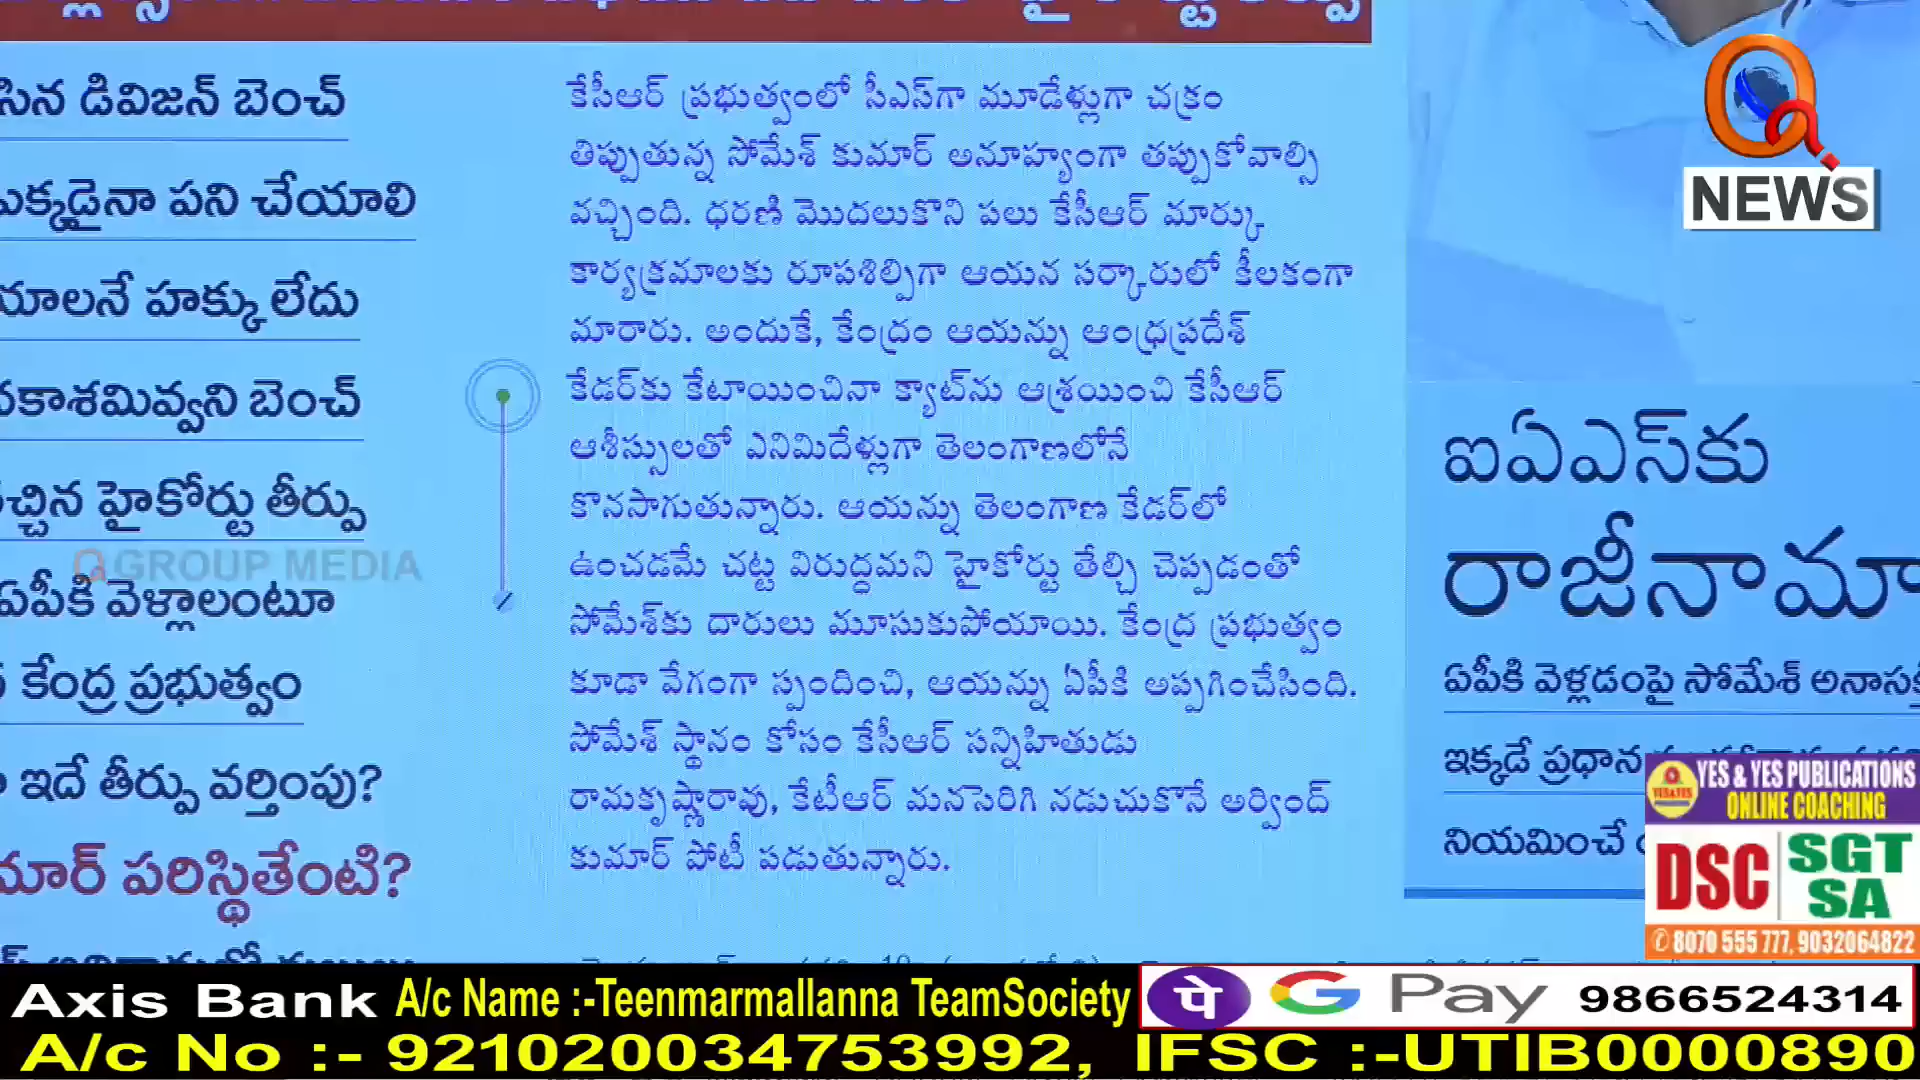 సిన డివిజన్ బెంచ్
ఎక్కడైనా పని చేయాలి
యాలనే హక్కు లేదు
వకాశమివ్వని బెంచ్
చ్చిన హైకోర్టు తీర్పు
ఏపీకి వెళ్లాలంటూ
కేంద్ర ప్రభుత్వం
ఇదే తీర్పు వర్తింపు?
మార్ పరిస్థితేంటి?
కేసీఆర్ ప్రభుత్వంలో సీఎస్‌గా మూడేళ్లుగా చక్రం
తిప్పుతున్న సోమేశ్ కుమార్ అనూహ్యంగా తప్పుకోవాల్సి
వచ్చింది. ధరణి మొదలుకొని పలు కేసీఆర్ మార్కు
కార్యక్రమాలకు రూపశిల్పిగా ఆయన సర్కారులో కీలకంగా
మారారు. అందుకే, కేంద్రం ఆయన్ను ఆంధ్రప్రదేశ్
కేడర్‌కు కేటాయించినా క్యాట్‌ను ఆశ్రయించి కేసీఆర్
ఆశీస్సులతో ఎనిమిదేళ్లుగా తెలంగాణలోనే
కొనసాగుతున్నారు. ఆయన్ను తెలంగాణ కేడర్‌లో
ఉంచడమే చట్ట విరుద్ధమని హైకోర్టు తేల్చి చెప్పడంతో
సోమేశ్‌కు దారులు మూసుకుపోయాయి. కేంద్ర ప్రభుత్వం
కూడా వేగంగా స్పందించి, ఆయన్ను ఏపీకి అప్పగించేసింది.
సోమేశ్ స్థానం కోసం కేసీఆర్ సన్నిహితుడు
రామకృష్ణారావు, కేటీఆర్ మనసెరిగి నడుచుకొనే అర్వింద్
కుమార్ పోటీ పడుతున్నారు.
ఐఏఎస్‌కు
రాజీనామా
ఏపీకి వెళ్లడంపై సోమేశ్ అనాసక్తి
ఇక్కడే ప్రధాన
నియమించే
Q
NEWS
Q GROUP MEDIA
YES & YES PUBLICATIONS
ONLINE COACHING
DSC SGT
SA
8070 555 777, 9032064822
Axis Bank A/c Name :-Teenmarmallanna TeamSociety पे G Pay 9866524314
A/c No :- 921020034753992, IFSC :-UTIB0000890